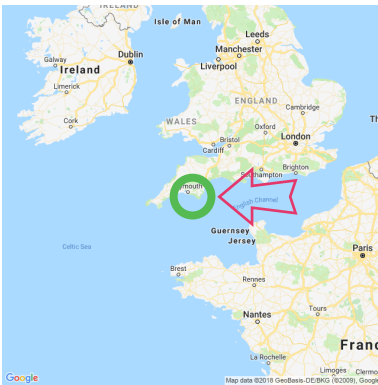 Isle of Man
Leeds
Manchester
Dublin
Galway
Liverpool
Ireland
Limerick
ENGLAND
Cambridge
Cork
WALES
Oxford
Bristol
London
Cardiff
Brighton
English Channel
Guernsey
Jersey
Celtic Sea
Paris
Brest
Rennes
Tours
Nantes
Franc
La Rochelle
Limoges
Clermo
Google
Map data ©2018 GeoBasis-DE/BKG (©2009), Google